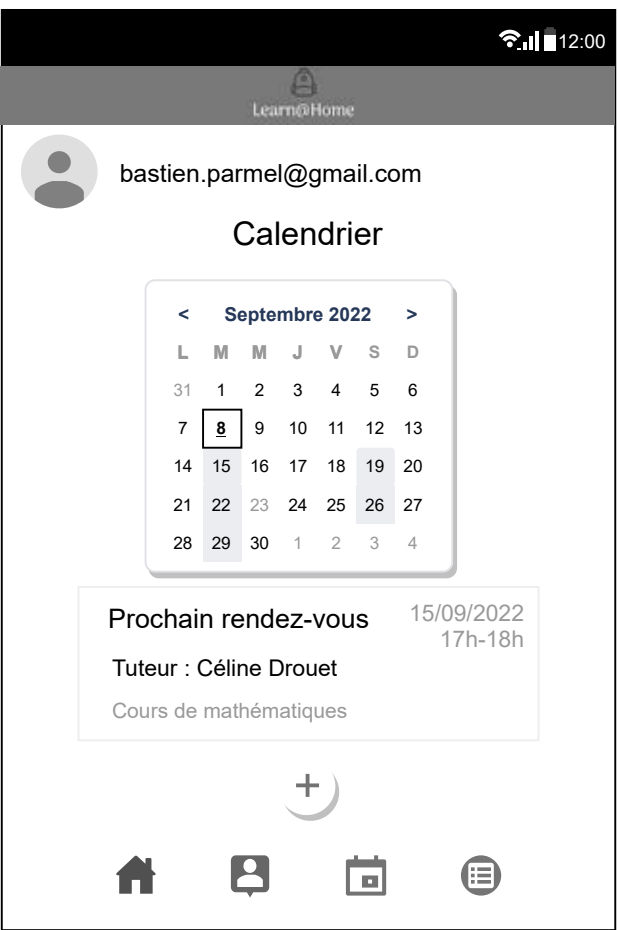 12:00
Learn@Home
bastien.parmel@gmail.com
Calendrier
< Septembre 2022 >
L M M J V S D
31 1 2 3 4 5 6
7 8 9 10 11 12 13
14 15 16 17 18 19 20
21 22 23 24 25 26 27
28 29 30 1 2 3 4
Prochain rendez-vous 15/09/2022
17h-18h
Tuteur : Céline Drouet
Cours de mathématiques
+